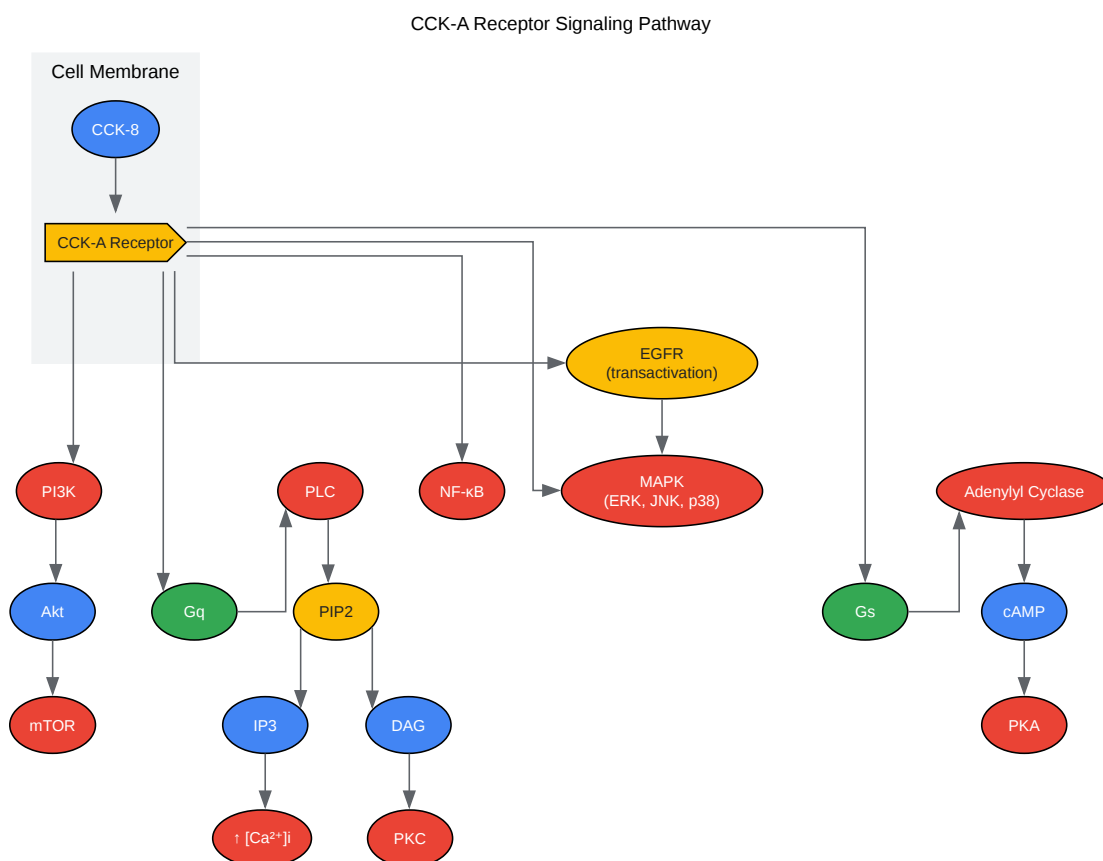 CCK-A Receptor Signaling Pathway
Cell Membrane
CCK-8
CCK-A Receptor
EGFR
(transactivation)
PI3K
PLC
NF-κB
MAPK
(ERK, JNK, p38)
Adenylyl Cyclase
Akt
Gq
PIP2
Gs
cAMP
mTOR
IP3
DAG
PKA
↑ [Ca²⁺]i
PKC